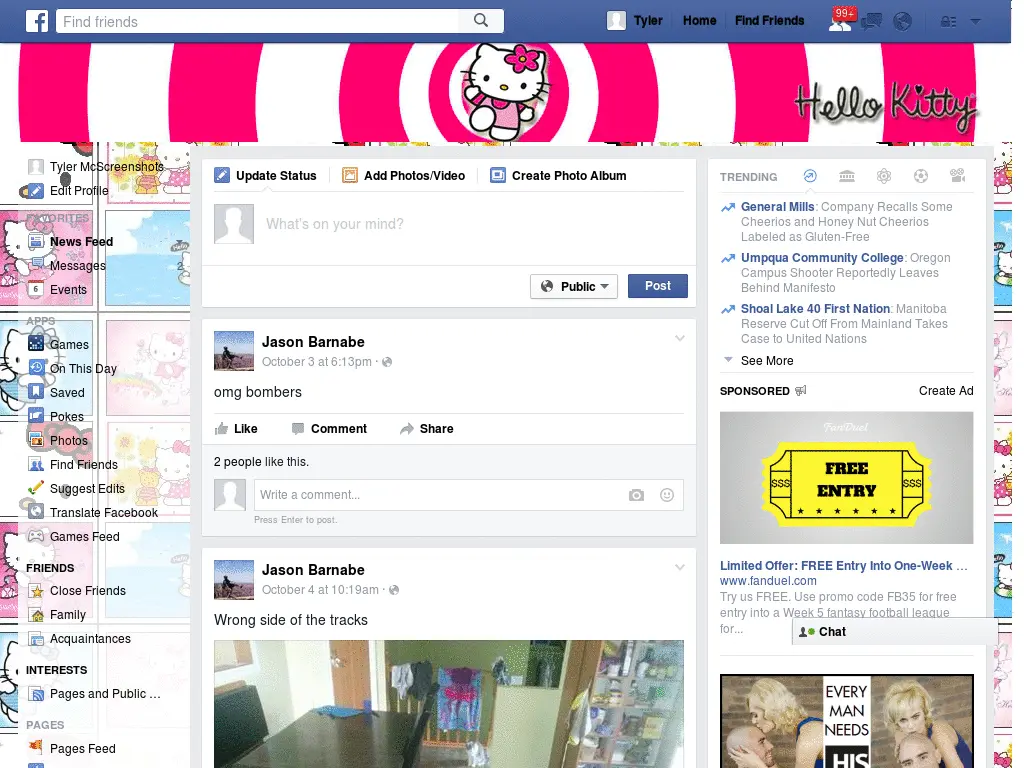 Find friends
Tyler
Home
Find Friends
99+
Hello Kitty
Tyler McScreenshots
Edit Profile
FAVORITES
News Feed
Messages
2
Events
6
APPS
Games
On This Day
Saved
Pokes
Photos
Find Friends
Suggest Edits
Translate Facebook
Games Feed
FRIENDS
Close Friends
Family
Acquaintances
INTERESTS
Pages and Public ...
PAGES
Pages Feed
Update Status
Add Photos/Video
Create Photo Album
What's on your mind?
Public
Post
Jason Barnabe
October 3 at 6:13pm ·
omg bombers
Like
Comment
Share
2 people like this.
Write a comment...
Press Enter to post.
Jason Barnabe
October 4 at 10:19am ·
Wrong side of the tracks
TRENDING
General Mills: Company Recalls Some
Cheerios and Honey Nut Cheerios
Labeled as Gluten-Free
Umpqua Community College: Oregon
Campus Shooter Reportedly Leaves
Behind Manifesto
Shoal Lake 40 First Nation: Manitoba
Reserve Cut Off From Mainland Takes
Case to United Nations
See More
SPONSORED
Create Ad
FanDuel
$$$
FREE
ENTRY
$$$
Limited Offer: FREE Entry Into One-Week ...
www.fanduel.com
Try us FREE. Use promo code FB35 for free
entry into a Week 5 fantasy football league
for...
Chat
EVERY
MAN
NEEDS
HIS